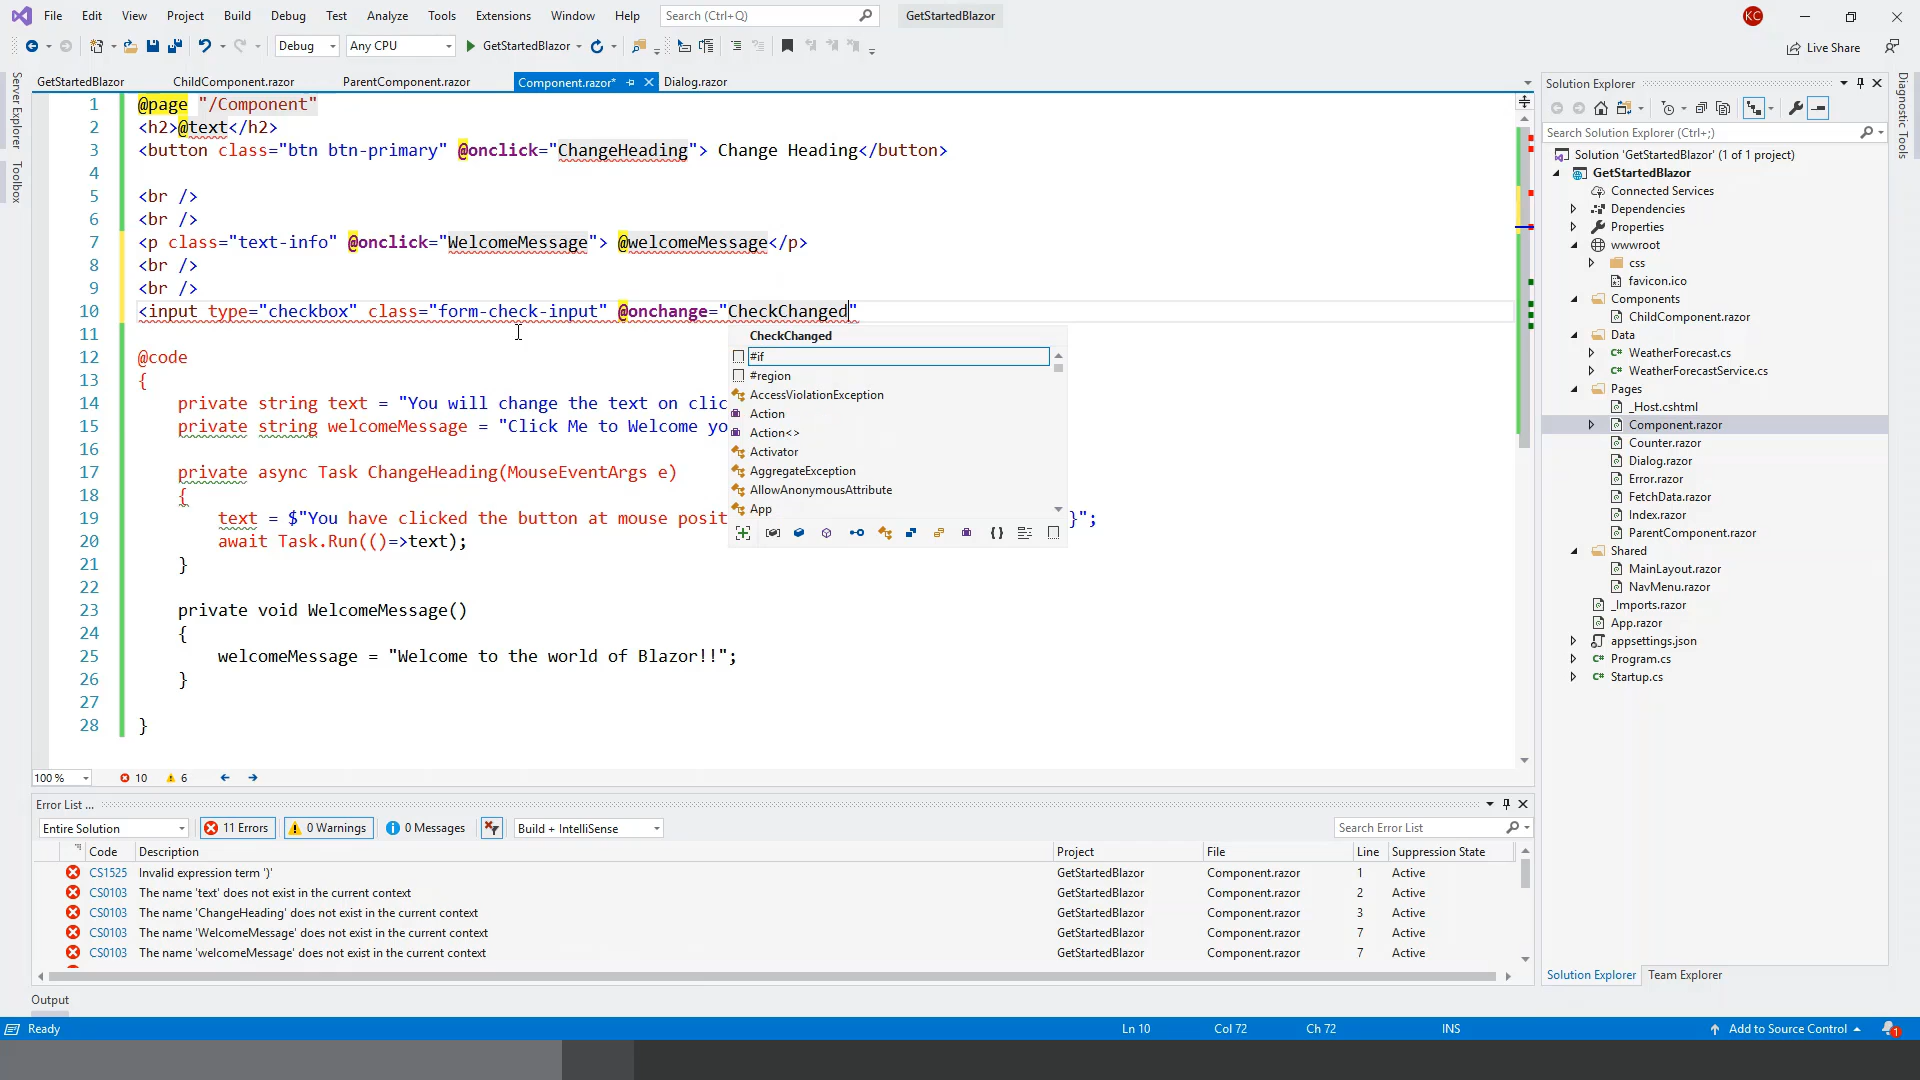 File Edit View Project Build Debug Test Analyze Tools Extensions Window Help Search (Ctrl+Q) GetStartedBlazor KC
Debug Any CPU GetStartedBlazor Live Share
GetStartedBlazor ChildComponent.razor ParentComponent.razor Component.razor* Dialog.razor
Server Explorer
Toolbox
1 @page "/Component"
2 <h2>@text</h2>
3 <button class="btn btn-primary" @onclick="ChangeHeading"> Change Heading</button>
4
5 <br />
6 <br />
7 <p class="text-info" @onclick="WelcomeMessage"> @welcomeMessage</p>
8 <br />
9 <br />
10 <input type="checkbox" class="form-check-input" @onchange="CheckChanged"
11
12 @code
13 {
14 private string text = "You will change the text on clic
15 private string welcomeMessage = "Click Me to Welcome yo
16
17 private async Task ChangeHeading(MouseEventArgs e)
18 {
19 text = $"You have clicked the button at mouse posit }";
20 await Task.Run(()=>text);
21 }
22
23 private void WelcomeMessage()
24 {
25 welcomeMessage = "Welcome to the world of Blazor!!";
26 }
27
28 }
CheckChanged
#if
#region
AccessViolationException
Action
Action<>
Activator
AggregateException
AllowAnonymousAttribute
App
100 % 10 6
Error List ...
Entire Solution 11 Errors 0 Warnings 0 Messages Build + IntelliSense Search Error List
Code Description Project File Line Suppression State
CS1525 Invalid expression term ')' GetStartedBlazor Component.razor 1 Active
CS0103 The name 'text' does not exist in the current context GetStartedBlazor Component.razor 2 Active
CS0103 The name 'ChangeHeading' does not exist in the current context GetStartedBlazor Component.razor 3 Active
CS0103 The name 'WelcomeMessage' does not exist in the current context GetStartedBlazor Component.razor 7 Active
CS0103 The name 'welcomeMessage' does not exist in the current context GetStartedBlazor Component.razor 7 Active
Output
Solution Explorer
Search Solution Explorer (Ctrl+;)
Solution 'GetStartedBlazor' (1 of 1 project)
GetStartedBlazor
Connected Services
Dependencies
Properties
wwwroot
css
favicon.ico
Components
ChildComponent.razor
Data
C# WeatherForecast.cs
C# WeatherForecastService.cs
Pages
_Host.cshtml
Component.razor
Counter.razor
Dialog.razor
Error.razor
FetchData.razor
Index.razor
ParentComponent.razor
Shared
MainLayout.razor
NavMenu.razor
_Imports.razor
App.razor
appsettings.json
C# Program.cs
C# Startup.cs
Solution Explorer Team Explorer
Diagnostic Tools
Ready Ln 10 Col 72 Ch 72 INS Add to Source Control 1